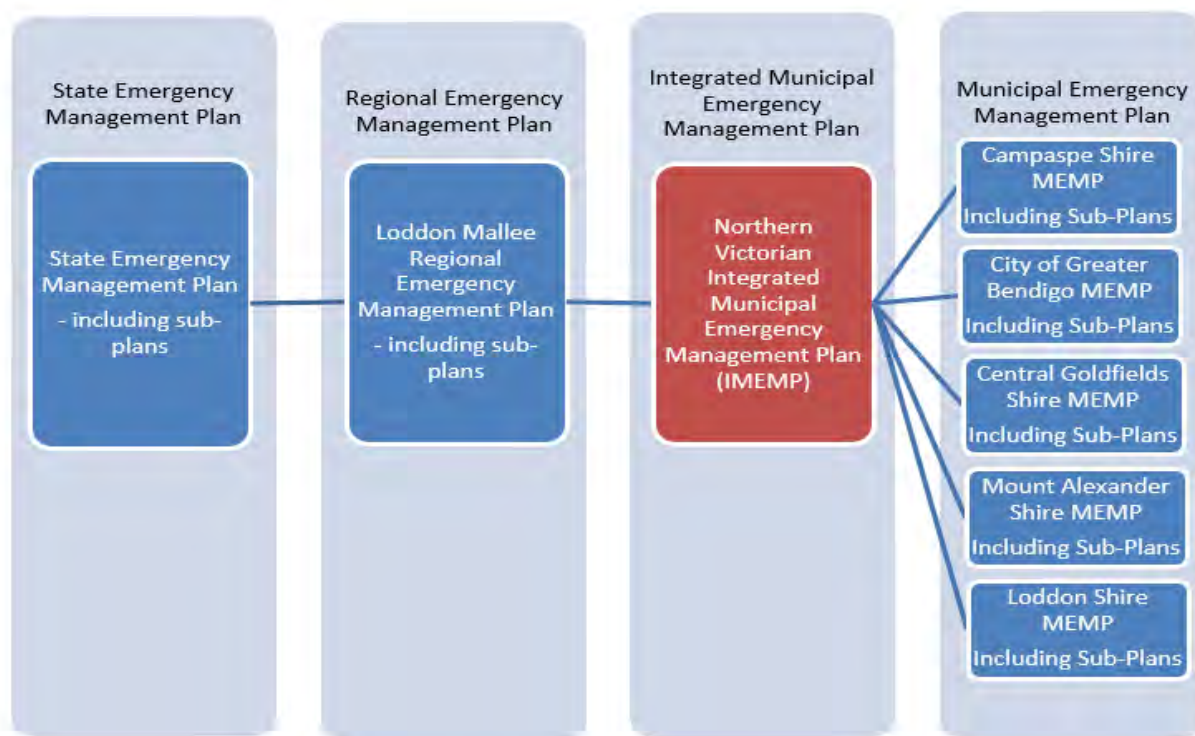 State Emergency
Management Plan
State Emergency
Management Plan
- including sub-
plans
Regional Emergency
Management Plan
Loddon Mallee
Regional
Emergency
Management Plan
- including sub-
plans
Integrated Municipal
Emergency
Management Plan
Northern
Victorian
Integrated
Municipal
Emergency
Management Plan
(IMEMP)
Municipal Emergency
Management Plan
Campaspe Shire
MEMP
Including Sub-Plans
City of Greater
Bendigo MEMP
Including Sub-Plans
Central Goldfields
Shire MEMP
Including Sub-Plans
Mount Alexander
Shire MEMP
Including Sub-Plans
Loddon Shire
MEMP
Including Sub-Plans